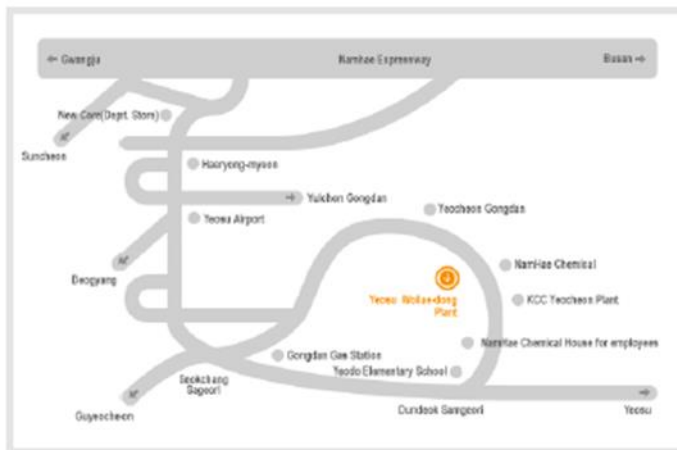 ← Gwangju
Namhae Expressway
Busan →
New Core(Dept. Store)
Suncheon
Haeryong-myeon
Yulchon Gongdan
Yeocheon Gongdan
Yeosu Airport
NamHae Chemical
Deogyang
KCC Yeocheon Plant
Yeosu Wollae-dong
Plant
NamHae Chemical House for employees
Gongdan Gas Station
Yeodo Elementary School
Seokchang
Sageori
Guyeocheon
Dundeok Samgeori
Yeosu